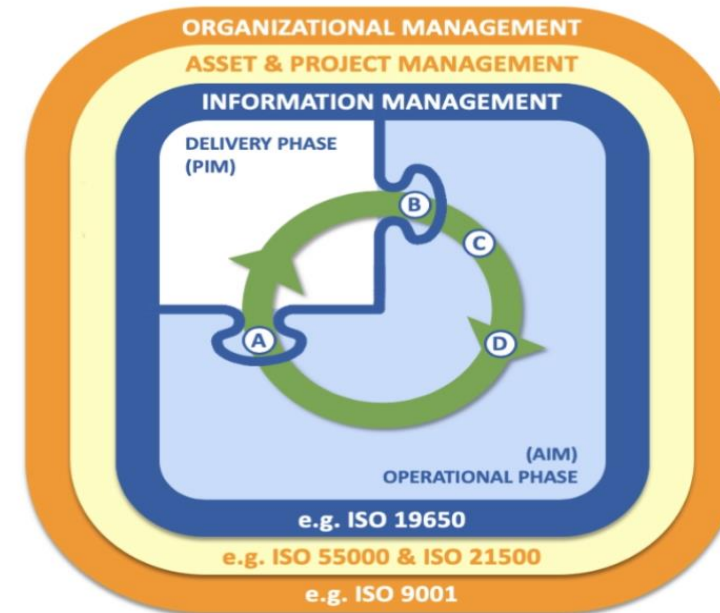 ORGANIZATIONAL MANAGEMENT
ASSET & PROJECT MANAGEMENT
INFORMATION MANAGEMENT
DELIVERY PHASE
(PIM)
B
C
A
D
(AIM)
OPERATIONAL PHASE
e.g. ISO 19650
e.g. ISO 55000 & ISO 21500
e.g. ISO 9001